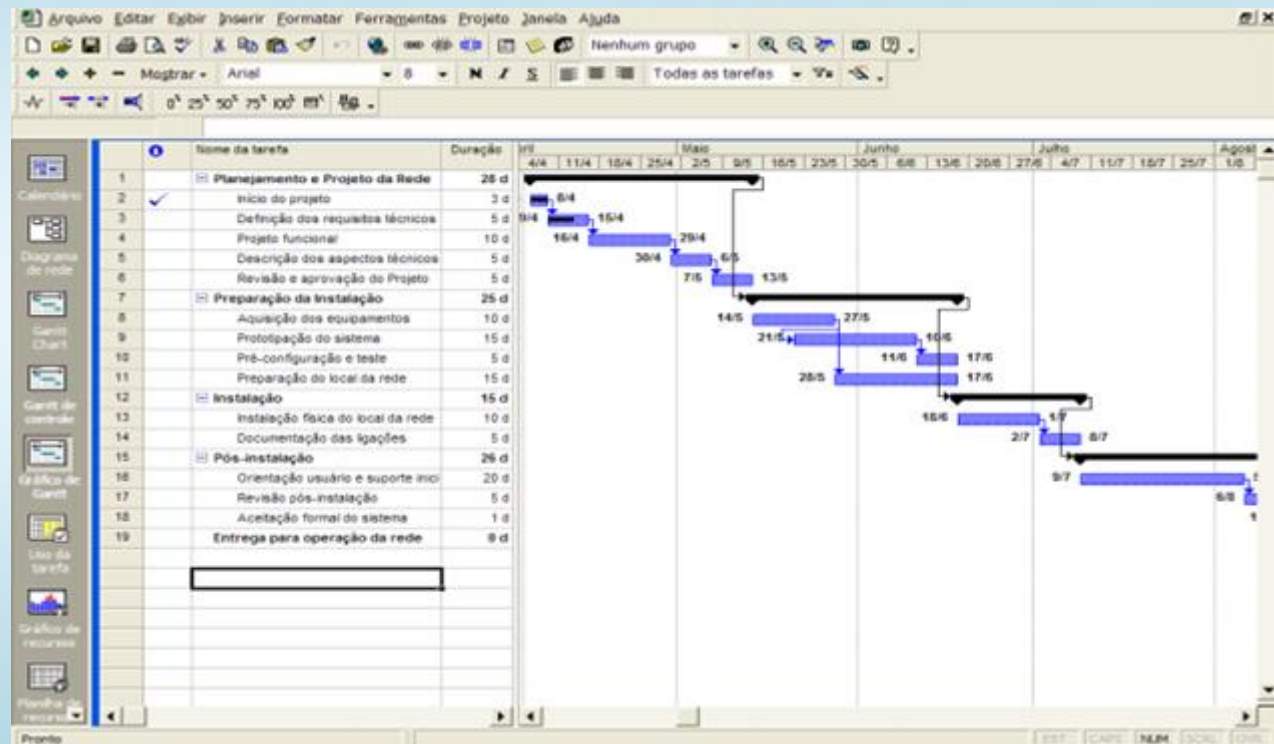 Arquivo Editar Exibir Inserir Formatar Ferramentas Projeto Janela Ajuda
Nenhum grupo
Mostrar Arial 8 N I S Todas as tarefas
0% 25% 50% 75% 100%
Nome da tarefa Duração
Maio Junho Julho Agost
4/4 11/4 18/4 25/4 2/5 9/5 16/5 23/5 30/5 6/6 13/6 20/6 27/6 4/7 11/7 18/7 25/7 1/8
1 Planejamento e Projeto da Rede 28 d
2 Início do projeto 3 d 8/4
3 Definição dos requisitos técnicos 5 d 9/4 15/4
4 Projeto funcional 10 d 16/4 29/4
5 Descrição dos aspectos técnicos 5 d 30/4 6/5
6 Revisão e aprovação do Projeto 5 d 7/5 13/5
7 Preparação da Instalação 25 d
8 Aquisição dos equipamentos 10 d 14/5 27/5
9 Prototipação do sistema 15 d 21/5 10/6
10 Pré-configuração e teste 5 d 11/6 17/6
11 Preparação do local da rede 15 d 28/5 17/6
12 Instalação 15 d
13 Instalação física do local da rede 10 d 18/6 1/7
14 Documentação das ligações 5 d 2/7 8/7
15 Pós-instalação 26 d
16 Orientação usuário e suporte inici 20 d 9/7
17 Revisão pós-instalação 5 d 6/8
18 Aceitação formal do sistema 1 d
19 Entrega para operação da rede 0 d
Calendário
Diagrama
de rede
Gantt
Chart
Gantt de
controle
Gráfico de
Gantt
Uso da
tarefa
Gráfico de
recursos
Planilha de
Pronto EST CAPS NUM SCRL